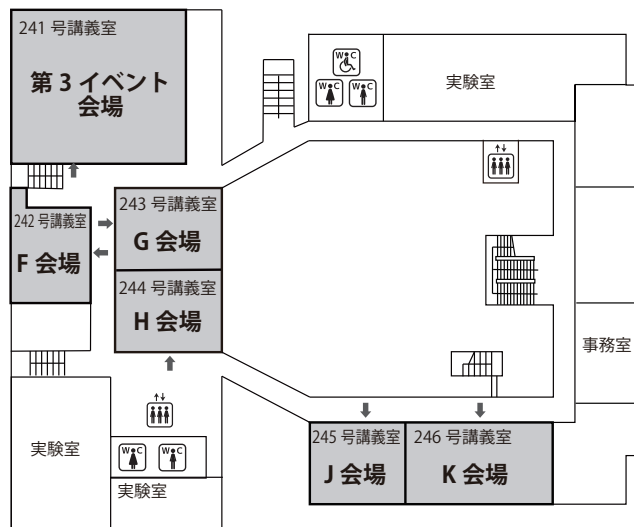 241 号講義室
第 3 イベント
会場
W C
W C
W C
実験室
242 号講義室
F 会場
243 号講義室
G 会場
244 号講義室
H 会場
事務室
245 号講義室
J 会場
246 号講義室
K 会場
実験室
W C
W C
実験室